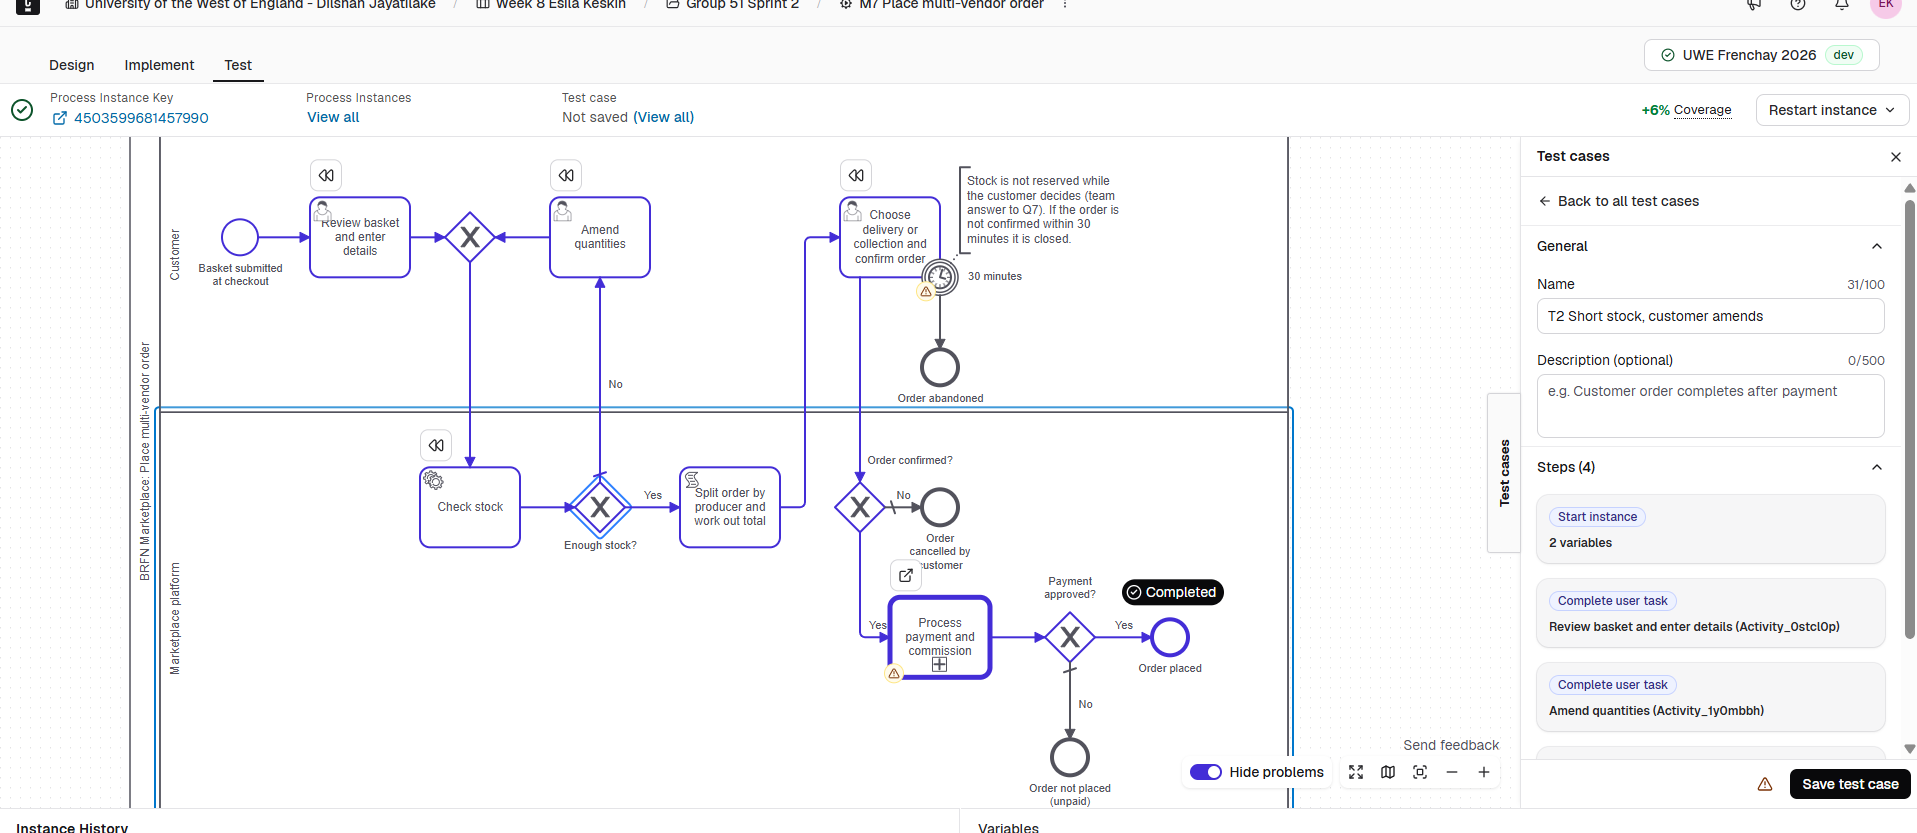 University of the West of England - Dilshan Jayatilake / Week 8 Esila Keskin / Group 51 Sprint 2 / M7 Place multi-vendor order
EK
Design
Implement
Test
UWE Frenchay 2026
dev
Process Instance Key
4503599681457990
Process Instances
View all
Test case
Not saved (View all)
+6% Coverage
Restart instance
BRFN Marketplace: Place multi-vendor order
Customer
Basket submitted
at checkout
Review basket
and enter
details
X
Amend
quantities
Choose
delivery or
collection and
confirm order
Stock is not reserved while
the customer decides (team
answer to Q7). If the order is
not confirmed within 30
minutes it is closed.
30 minutes
Order abandoned
No
Marketplace platform
Check stock
X
Enough stock?
Yes
Split order by
producer and
work out total
Order confirmed?
X
No
Order
cancelled by
customer
Yes
Process
payment and
commission
Payment
approved?
X
Yes
Completed
Order placed
No
Order not placed
(unpaid)
Send feedback
Hide problems
Test cases
Test cases
Back to all test cases
General
Name
31/100
T2 Short stock, customer amends
Description (optional)
0/500
e.g. Customer order completes after payment
Steps (4)
Start instance
2 variables
Complete user task
Review basket and enter details (Activity_0stcl0p)
Complete user task
Amend quantities (Activity_1y0mbbh)
Save test case
Instance History
Variables